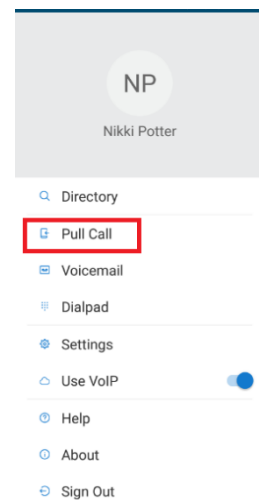 NP
Nikki Potter
Directory
Pull Call
Voicemail
Dialpad
Settings
Use VoIP
Help
About
Sign Out